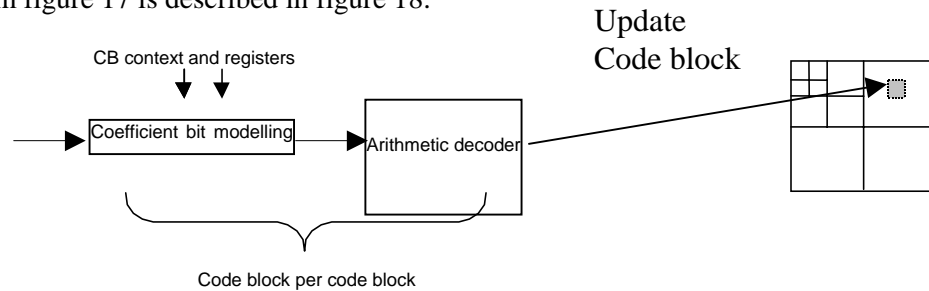 in figure 17 is described in figure 18.
Update
Code block
CB context and registers
Coefficient bit modelling
Arithmetic decoder
Code block per code block